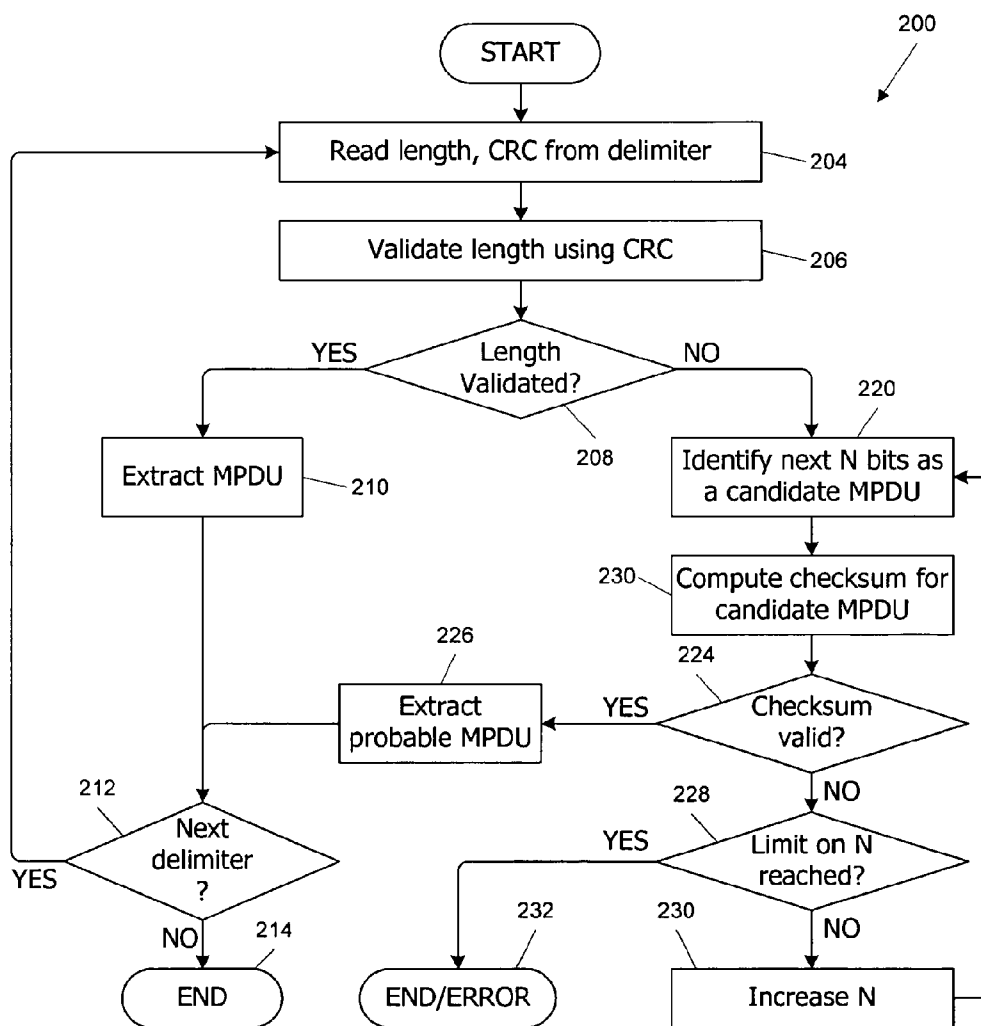 200
START
Read length, CRC from delimiter
204
Validate length using CRC
206
Length
Validated?
YES
NO
208
220
Extract MPDU
210
Identify next N bits as
a candidate MPDU
230
Compute checksum for
candidate MPDU
226
224
Extract
probable MPDU
YES
Checksum
valid?
NO
212
Next
delimiter
?
YES
NO
228
YES
Limit on N
reached?
NO
214
END
232
END/ERROR
230
Increase N